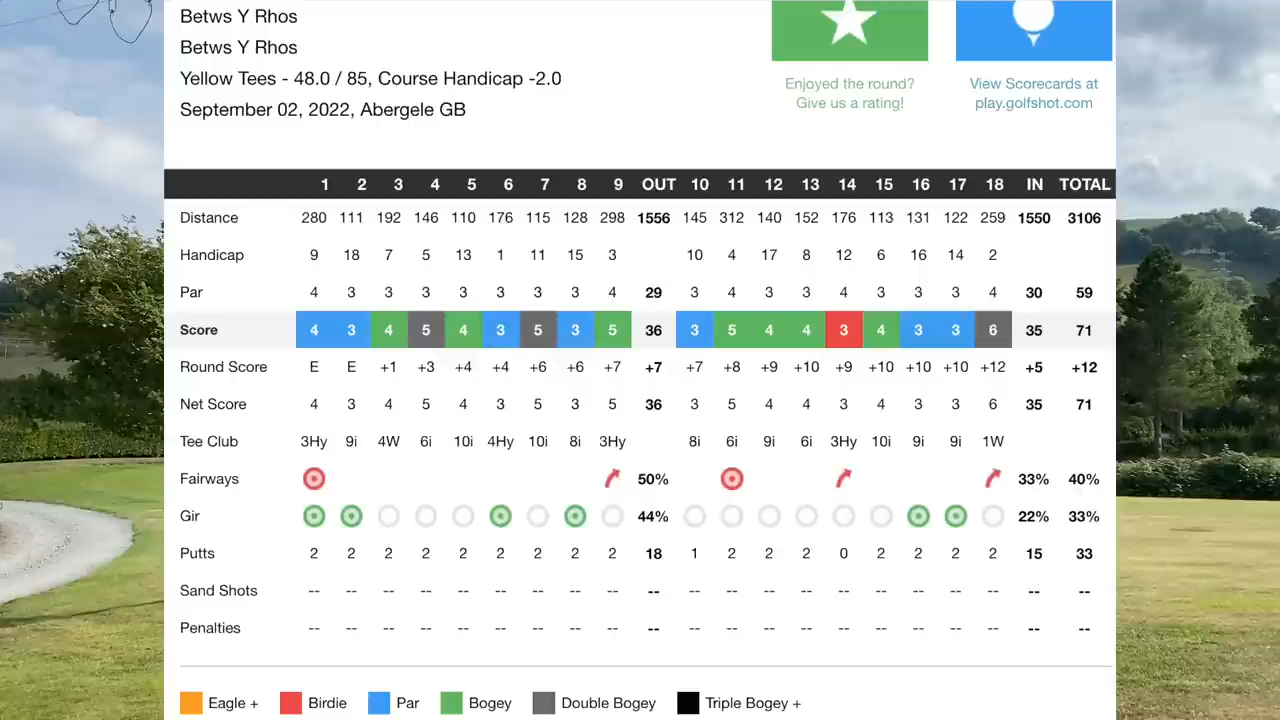 Betws Y Rhos
Betws Y Rhos
Yellow Tees - 48.0 / 85, Course Handicap -2.0
September 02, 2022, Abergele GB
Enjoyed the round?
Give us a rating!
View Scorecards at
play.golfshot.com
1 2 3 4 5 6 7 8 9 OUT 10 11 12 13 14 15 16 17 18 IN TOTAL
Distance 280 111 192 146 110 176 115 128 298 1556 145 312 140 152 176 113 131 122 259 1550 3106
Handicap 9 18 7 5 13 1 11 15 3 10 4 17 8 12 6 16 14 2
Par 4 3 3 3 3 3 3 3 4 29 3 4 3 3 4 3 3 3 4 30 59
Score 4 3 4 5 4 3 5 3 5 36 3 5 4 4 3 4 3 3 6 35 71
Round Score E E +1 +3 +4 +4 +6 +6 +7 +7 +7 +8 +9 +10 +9 +10 +10 +10 +12 +5 +12
Net Score 4 3 4 5 4 3 5 3 5 36 3 5 4 4 3 4 3 3 6 35 71
Tee Club 3Hy 9i 4W 6i 10i 4Hy 10i 8i 3Hy 8i 6i 9i 6i 3Hy 10i 9i 9i 1W
Fairways 50% 33% 40%
Gir 44% 22% 33%
Putts 2 2 2 2 2 2 2 2 2 18 1 2 2 2 0 2 2 2 2 15 33
Sand Shots -- -- -- -- -- -- -- -- -- -- -- -- -- -- -- -- -- -- -- -- --
Penalties -- -- -- -- -- -- -- -- -- -- -- -- -- -- -- -- -- -- -- -- --
Eagle + Birdie Par Bogey Double Bogey Triple Bogey +